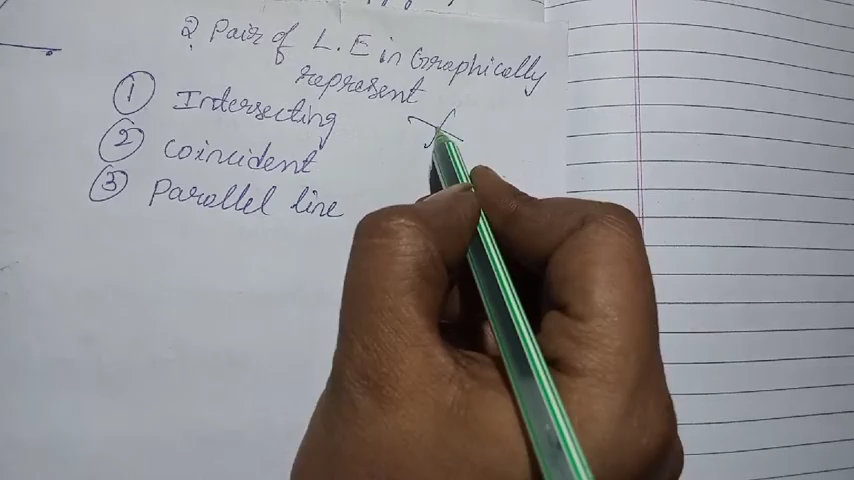 2 Pair of L.E in Graphically
represent
① Intersecting
② Coincident
③ Parallel line